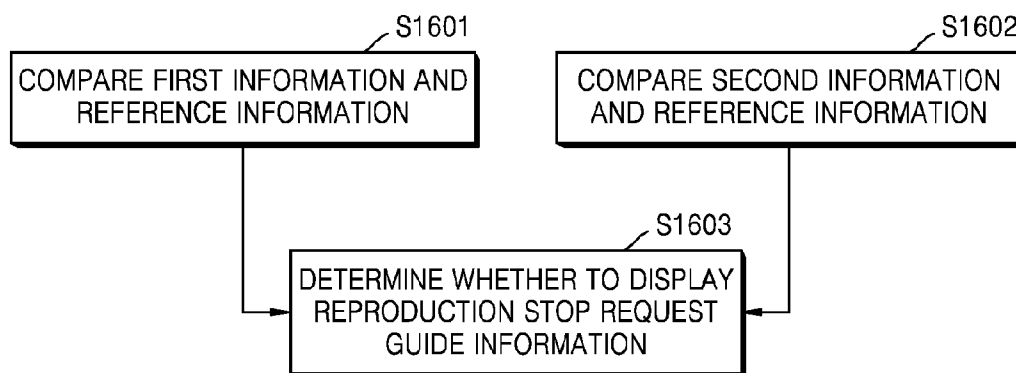 S1601
COMPARE FIRST INFORMATION AND
REFERENCE INFORMATION
S1602
COMPARE SECOND INFORMATION
AND REFERENCE INFORMATION
S1603
DETERMINE WHETHER TO DISPLAY
REPRODUCTION STOP REQUEST
GUIDE INFORMATION